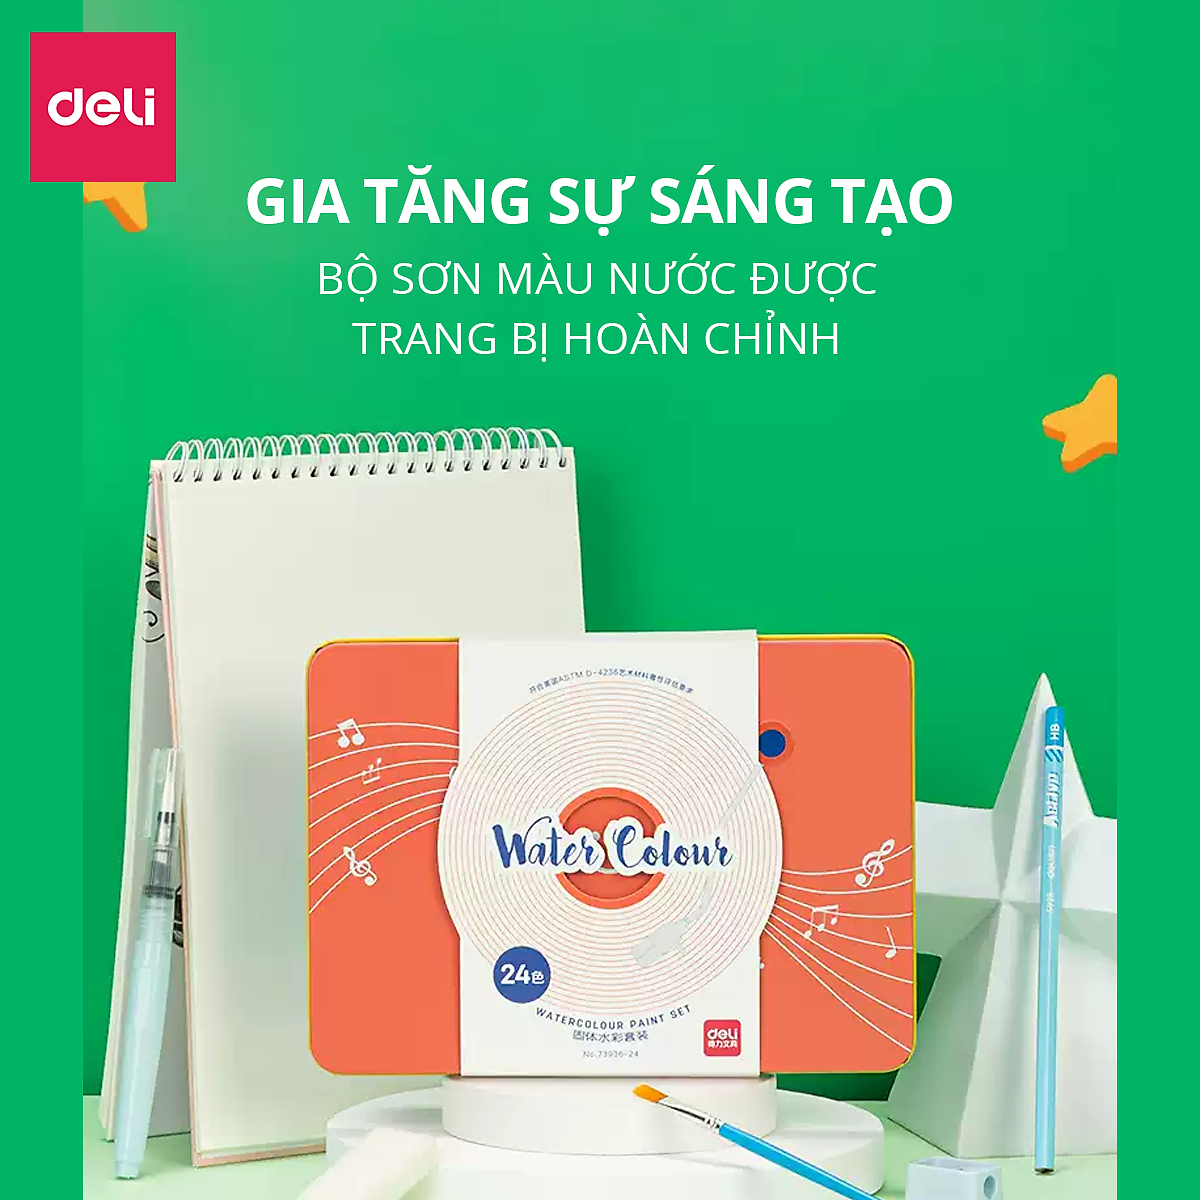 deli
GIA TĂNG SỰ SÁNG TẠO
BỘ SƠN MÀU NƯỚC ĐƯỢC
TRANG BỊ HOÀN CHỈNH
符合美国ASTM D-4236艺术材料毒性评估要求
Water Colour
24色
WATERCOLOUR PAINT SET
固体水彩套装
No.73936-24
deli
得力文具
HB